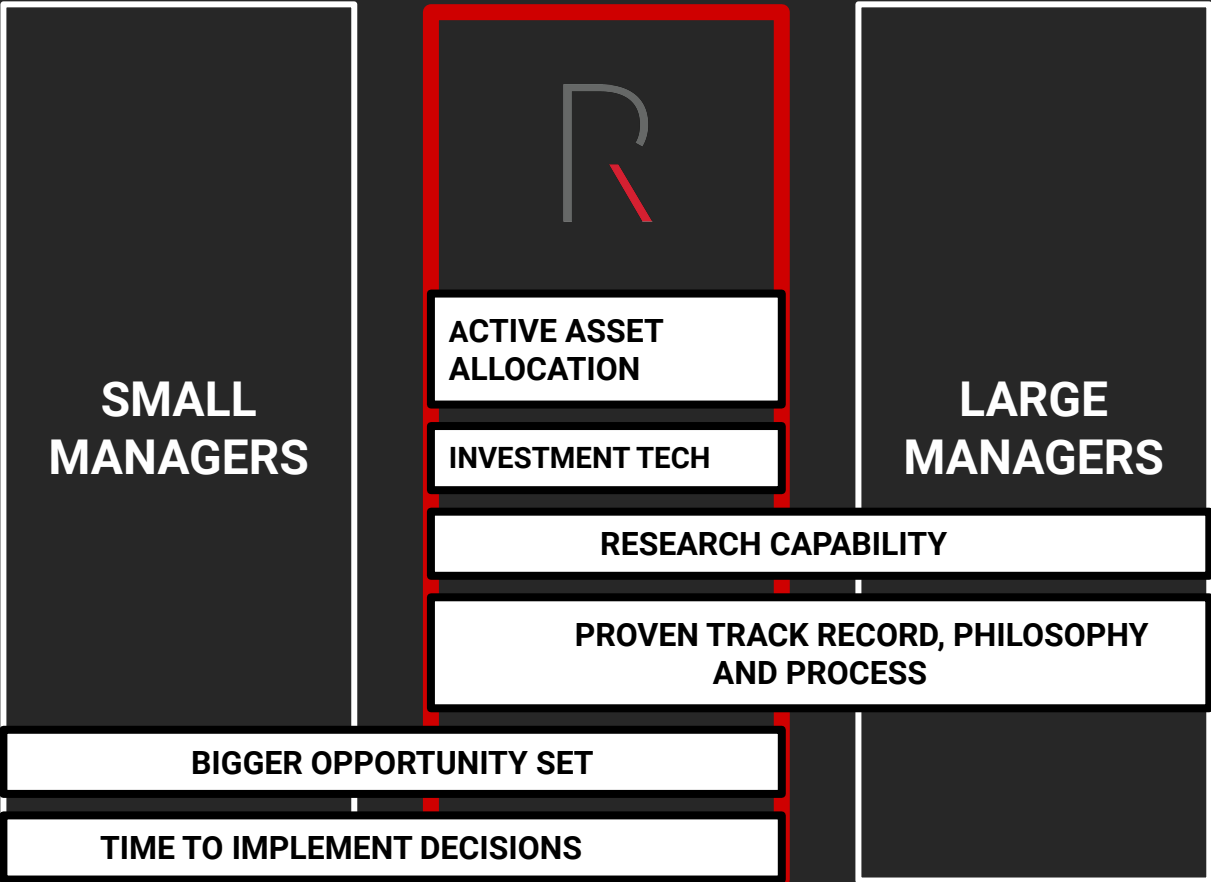 R
ACTIVE ASSET
ALLOCATION
SMALL
MANAGERS
LARGE
MANAGERS
INVESTMENT TECH
RESEARCH CAPABILITY
PROVEN TRACK RECORD, PHILOSOPHY
AND PROCESS
BIGGER OPPORTUNITY SET
TIME TO IMPLEMENT DECISIONS